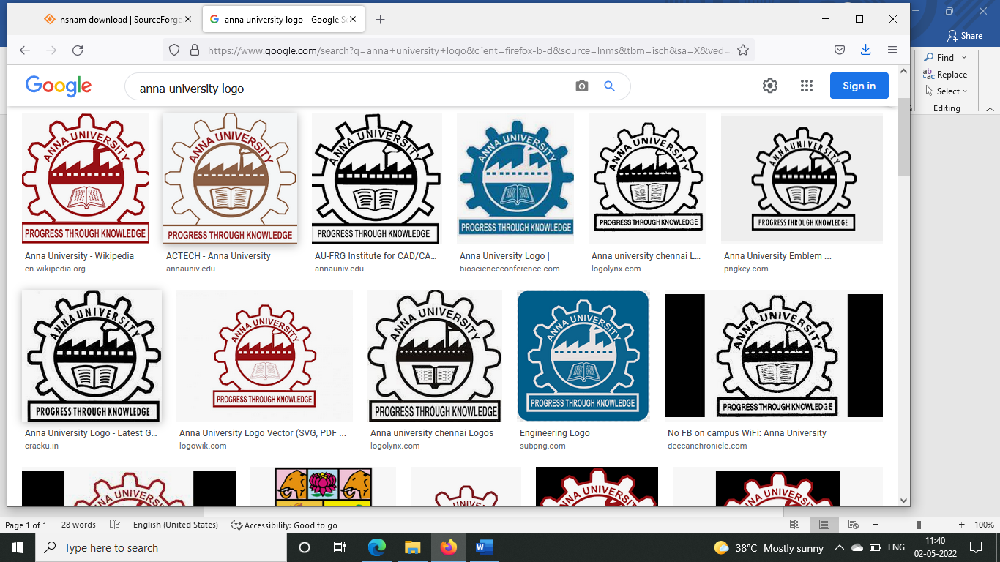 nsnam download | SourceForge
anna university logo - Google S
https://www.google.com/search?q=anna+university+logo&client=firefox-b-d&source=lnms&tbm=isch&sa=X&ved=
Share
Find
Replace
Select
Editing
Google
anna university logo
Sign in
ANNA UNIVERSITY
PROGRESS THROUGH KNOWLEDGE
ANNA UNIVERSITY
PROGRESS THROUGH KNOWLEDGE
ANNA UNIVERSITY
PROGRESS THROUGH KNOWLEDGE
ANNA UNIVERSITY
PROGRESS THROUGH KNOWLEDGE
ANNA UNIVERSITY
PROGRESS THROUGH KNOWLEDGE
ANNA UNIVERSITY
PROGRESS THROUGH KNOWLEDGE
Anna University - Wikipedia
ACTECH - Anna University
AU-FRG Institute for CAD/CA...
Anna University Logo |
Anna university chennai L...
Anna University Emblem ...
en.wikipedia.org
annauniv.edu
annauniv.edu
bioscienceconference.com
logolynx.com
pngkey.com
ANNA UNIVERSITY
PROGRESS THROUGH KNOWLEDGE
ANNA UNIVERSITY
PROGRESS THROUGH KNOWLEDGE
ANNA UNIVERSITY
PROGRESS THROUGH KNOWLEDGE
ANNA UNIVERSITY
PROGRESS THROUGH KNOWLEDGE
ANNA UNIVERSITY
PROGRESS THROUGH KNOWLEDGE
Anna University Logo - Latest G...
Anna University Logo Vector (SVG, PDF ...
Anna university chennai Logos
Engineering Logo
No FB on campus WiFi: Anna University
cracku.in
logowik.com
logolynx.com
subpng.com
deccanchronicle.com
Page 1 of 1
28 words
English (United States)
Accessibility: Good to go
100%
Type here to search
38°C Mostly sunny
ENG
11:40
02-05-2022